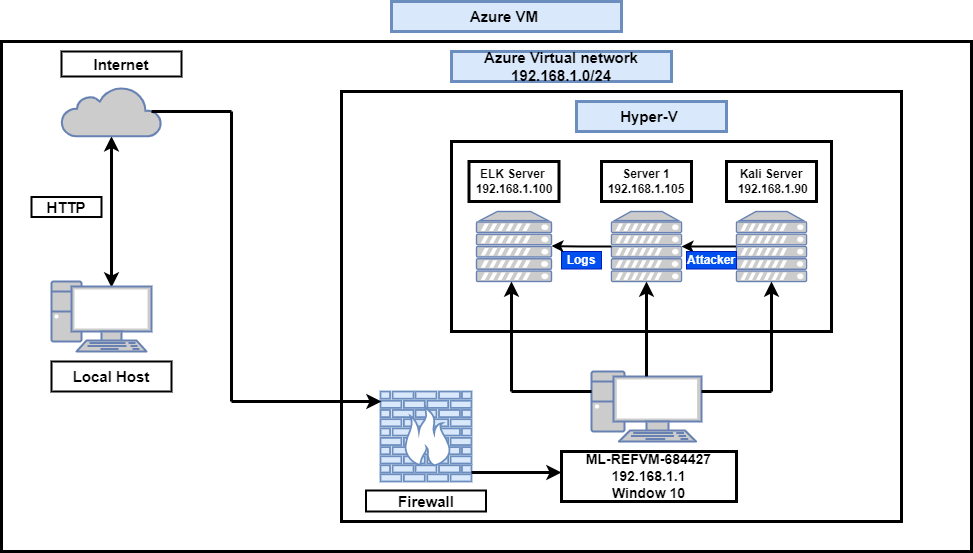 Azure VM
Internet
Azure Virtual network
192.168.1.0/24
Hyper-V
ELK Server
192.168.1.100
Server 1
192.168.1.105
Kali Server
192.168.1.90
HTTP
Logs
Attacker
Local Host
Firewall
ML-REFVM-684427
192.168.1.1
Window 10